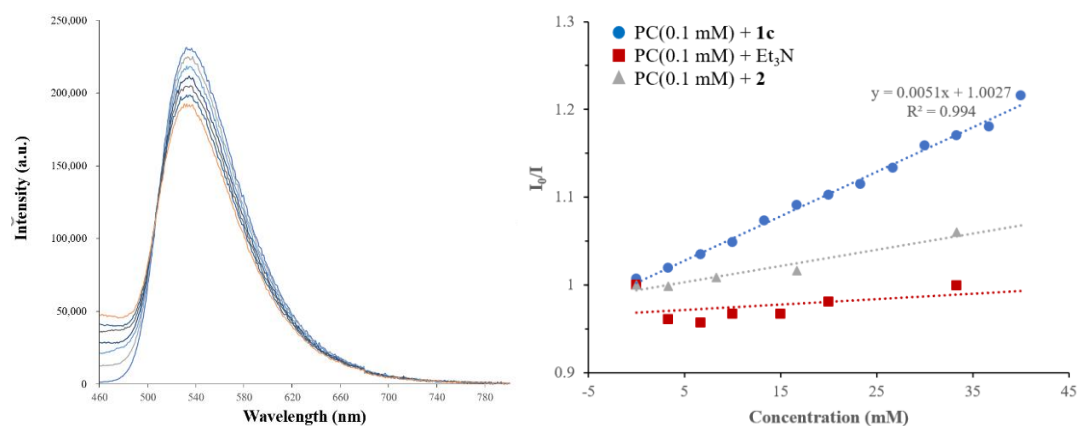 250,000
200,000
150,000
100,000
50,000
0
Intensity (a.u.)
460 500 540 580 620 660 700 740 780
Wavelength (nm)
1.3
1.2
1.1
1
0.9
I₀/I
PC(0.1 mM) + 1c
PC(0.1 mM) + Et₃N
PC(0.1 mM) + 2
y = 0.0051x + 1.0027
R² = 0.994
-5 5 15 25 35 45
Concentration (mM)